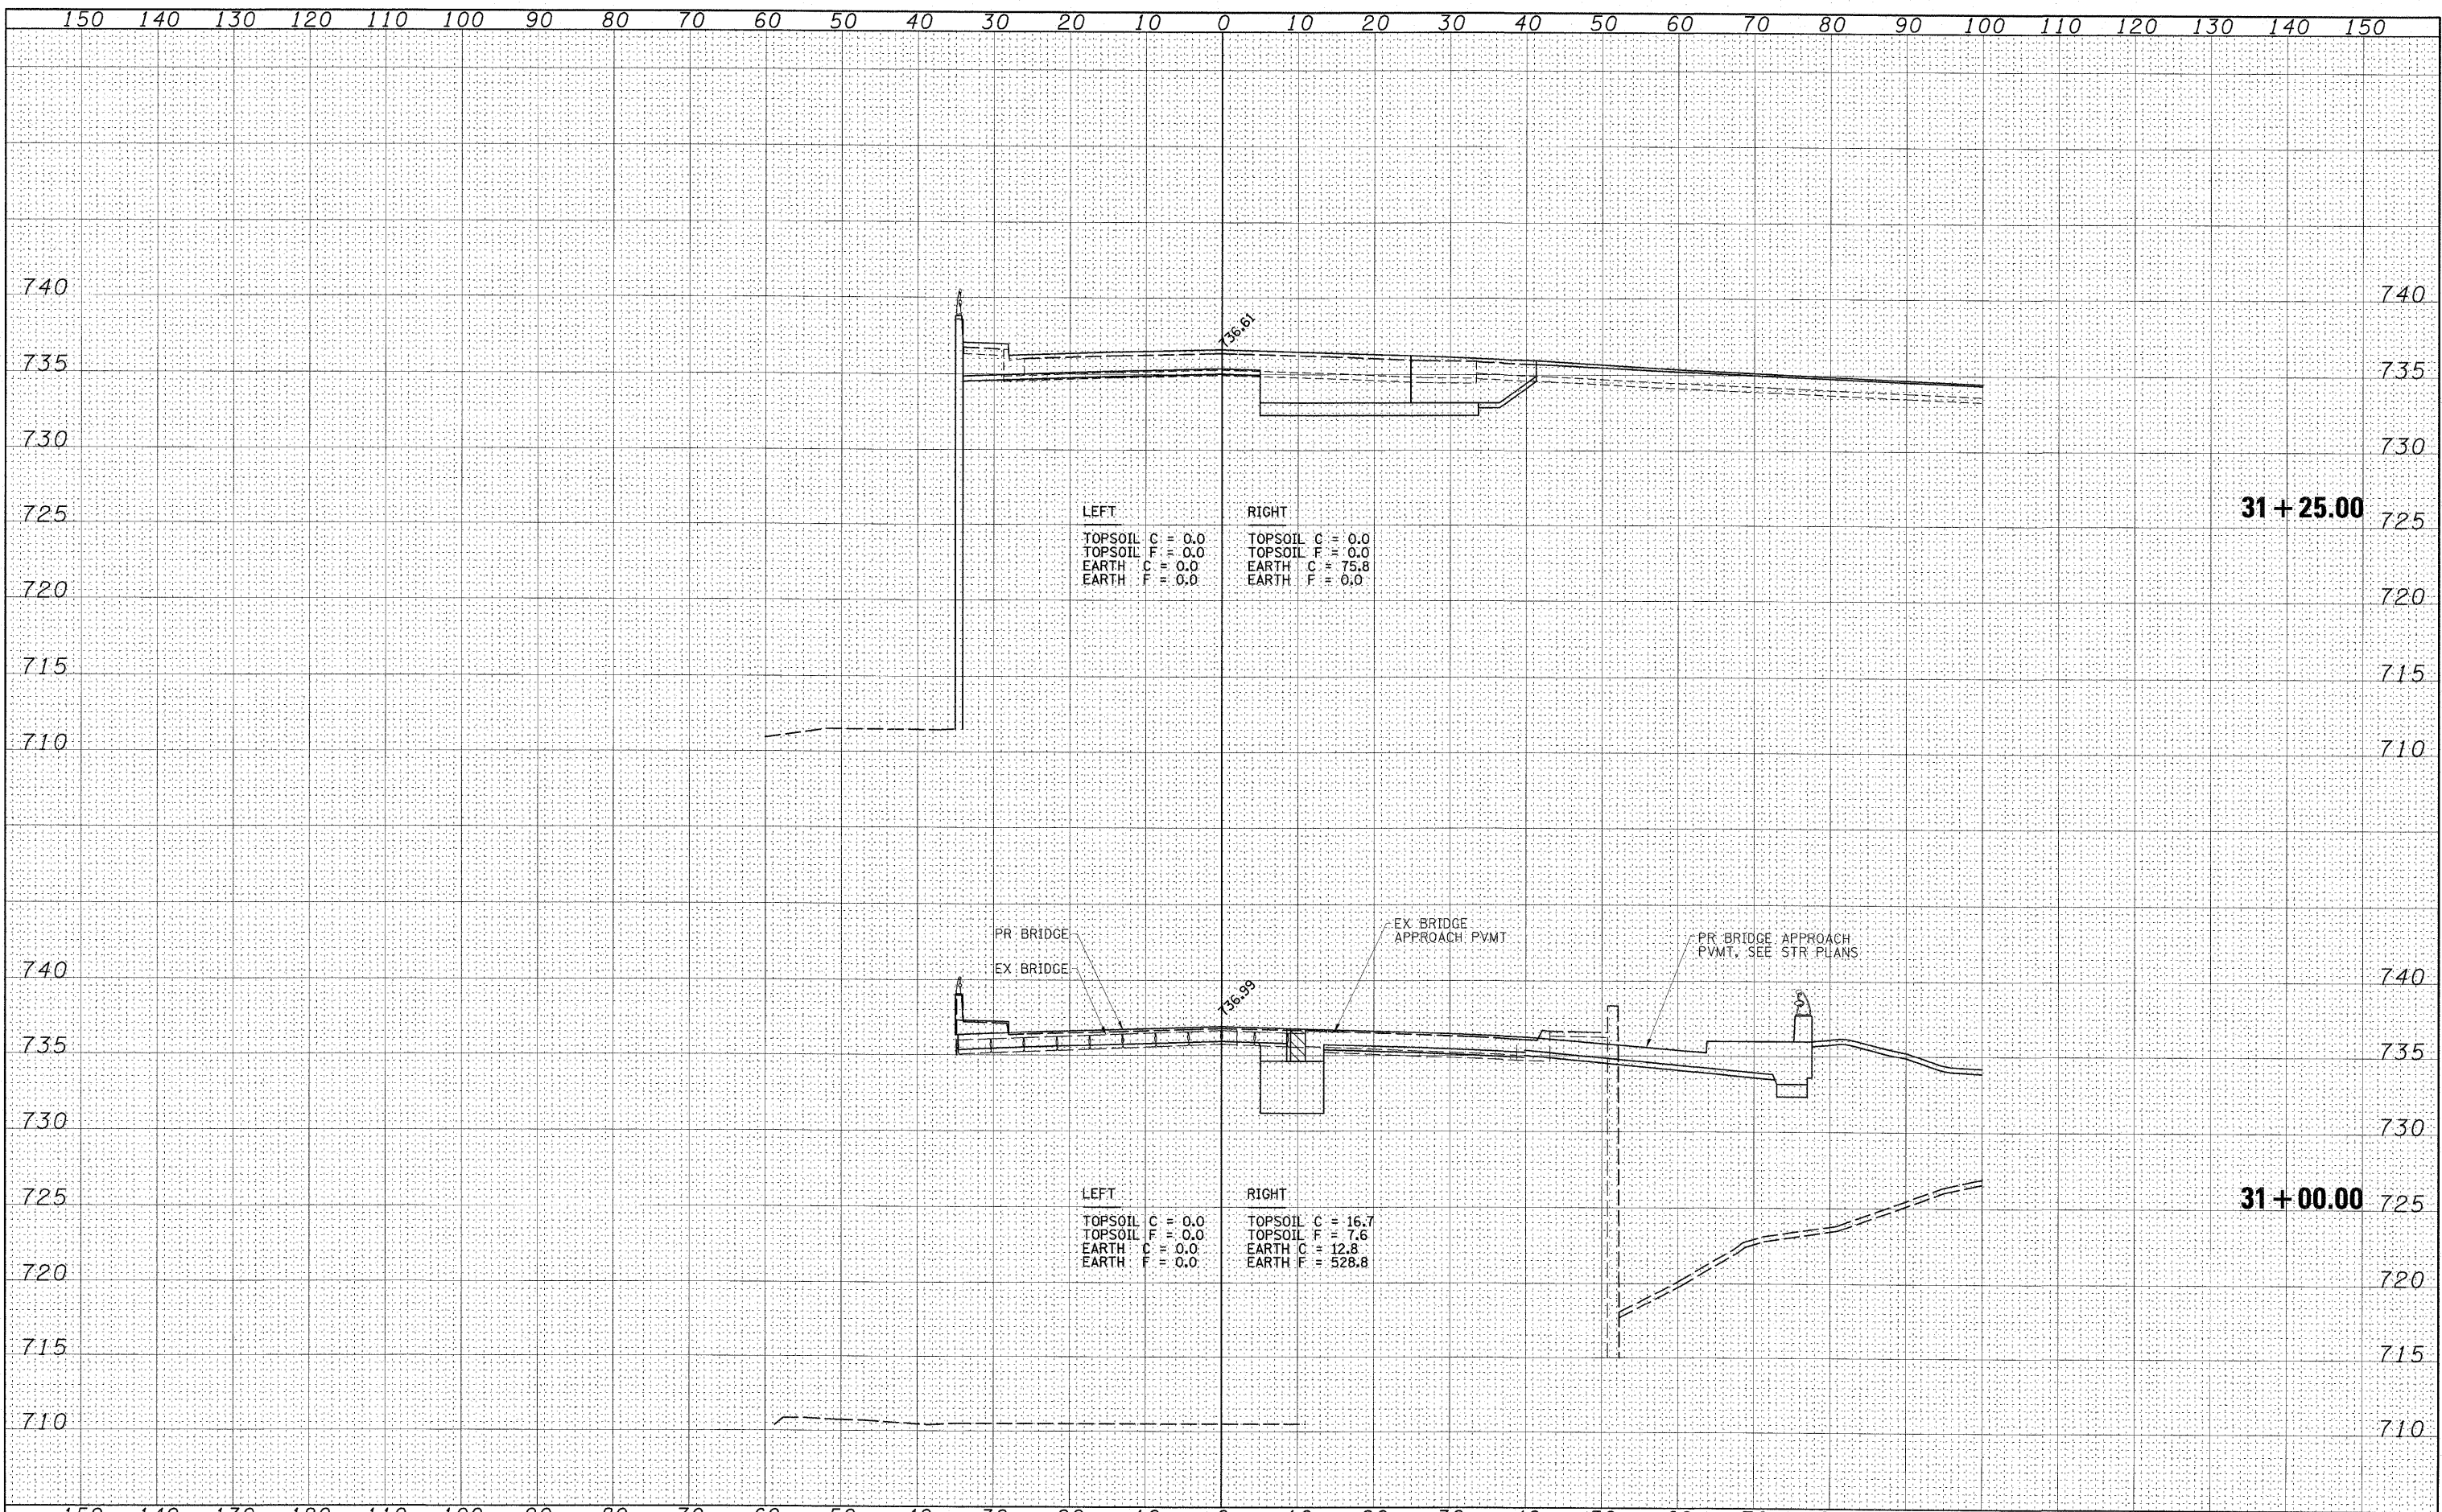 150 140 130 120 110 100 90 80 70 60 50 40 30 20 10 0 10 20 30 40 50 60 70 80 90 100 110 120 130 140 150
740 740
736.61
735 735
730 730
31 + 25.00
725 725
LEFT RIGHT
TOPSOIL C = 0.0 TOPSOIL C = 0.0
TOPSOIL F = 0.0 TOPSOIL F = 0.0
EARTH C = 0.0 EARTH C = 75.8
EARTH F = 0.0 EARTH F = 0.0
720 720
715 715
710 710
EX BRIDGE
APPROACH PVMT
PR BRIDGE
PR BRIDGE APPROACH
PVMT, SEE STR PLANS
EX BRIDGE
740 740
736.99
735 735
730 730
31 + 00.00
725 725
LEFT RIGHT
TOPSOIL C = 0.0 TOPSOIL C = 16.7
TOPSOIL F = 0.0 TOPSOIL F = 7.6
EARTH C = 0.0 EARTH C = 12.8
EARTH F = 0.0 EARTH F = 528.8
720 720
715 715
710 710